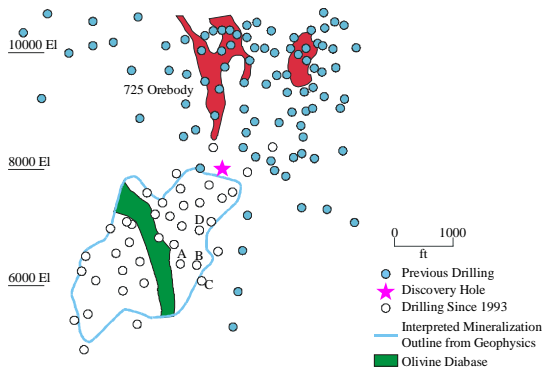 10000 El
725 Orebody
8000 El
D
A B
C
6000 El
0 1000
ft
Previous Drilling
Discovery Hole
Drilling Since 1993
Interpreted Mineralization
Outline from Geophysics
Olivine Diabase